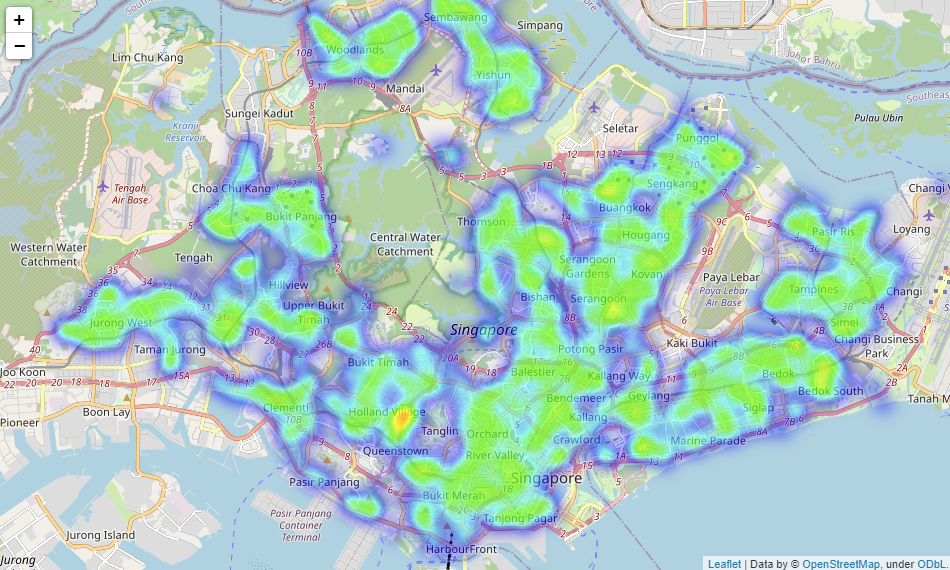 +
−
Lim Chu Kang
Sembawang
Simpang
Woodlands
10B
Yishun
Johor Bahru
Mandai
Sungei Kadut
8A
Kranji
Reservoir
Seletar
Pulau Ubin
Punggol
Tengah
Air Base
Choa Chu Kang
Sengkang
Changi
Bukit Panjang
Thomson
Buangkok
Loyang
Western Water
Catchment
Central Water
Catchment
Hougang
Pasir Ris
Tengah
Serangoon
Gardens
Kovan
Paya Lebar
Paya Lebar
Air Base
Hillview
Bishan
Serangoon
Tampines
Changi
Upper Bukit
Timah
Jurong West
Singapore
Simei
Taman Jurong
Potong Pasir
Kaki Bukit
Changi Business
Park
Joo Koon
Bukit Timah
Balestier
Kallang Way
Bedok
Bedok South
Boon Lay
Pioneer
Clementi
Holland Village
Bendemeer
Geylang
Siglap
Tanah M
Tanglin
Orchard
Kallang
Crawford
Marine Parade
Queenstown
River Valley
Pasir Panjang
Singapore
Bukit Merah
Pasir Panjang
Container
Terminal
Tanjong Pagar
Jurong Island
HarbourFront
Jurong
Leaflet | Data by © OpenStreetMap, under ODbL.